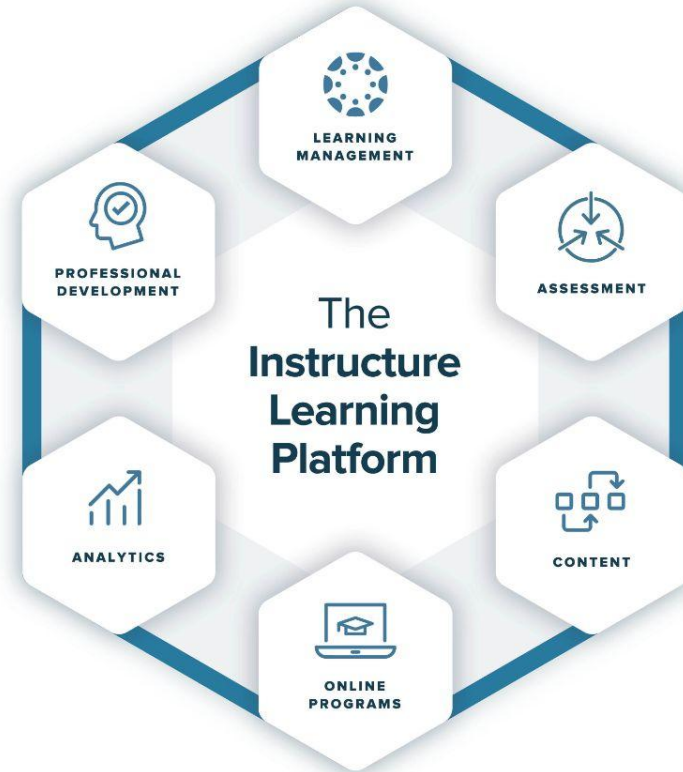 LEARNING
MANAGEMENT
PROFESSIONAL
DEVELOPMENT
ASSESSMENT
The
Instructure
Learning
Platform
ANALYTICS
CONTENT
ONLINE
PROGRAMS